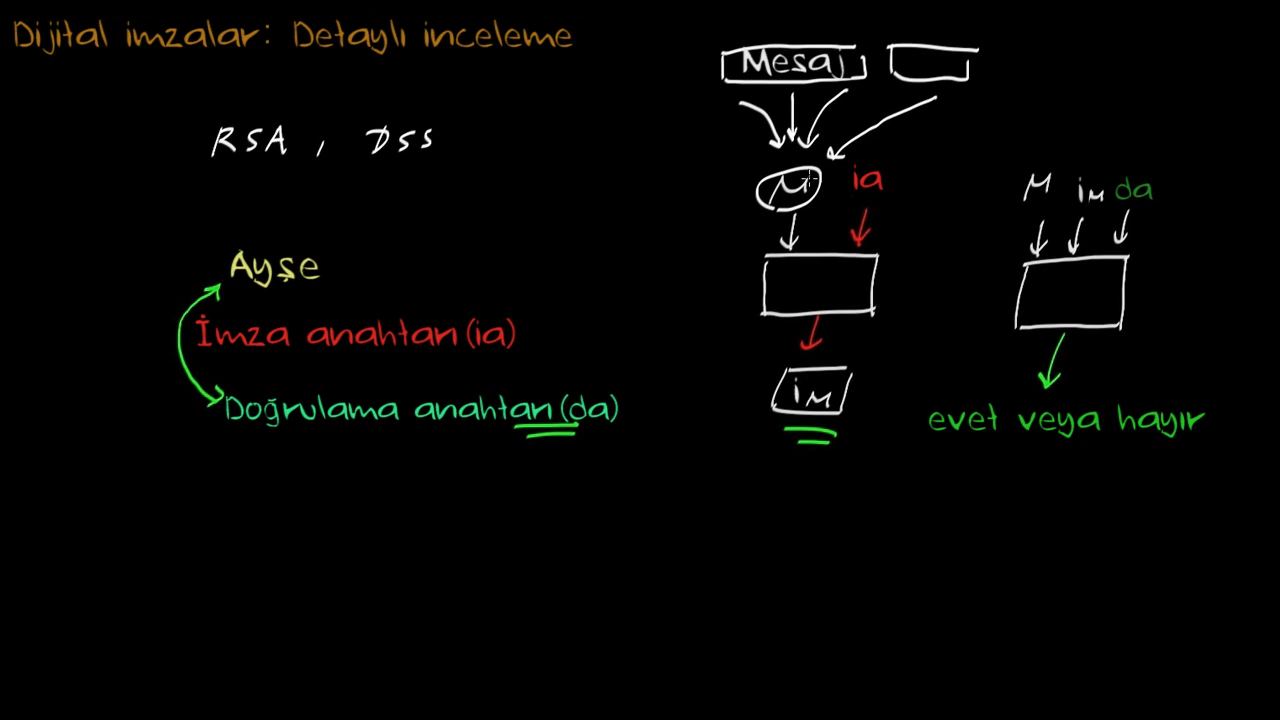 Dijital imzalar: Detaylı inceleme
RSA, DSS
Ayşe
İmza anahtarı (ia)
Doğrulama anahtarı (da)
Mesaj
M ia
iM
M iM da
evet veya hayır